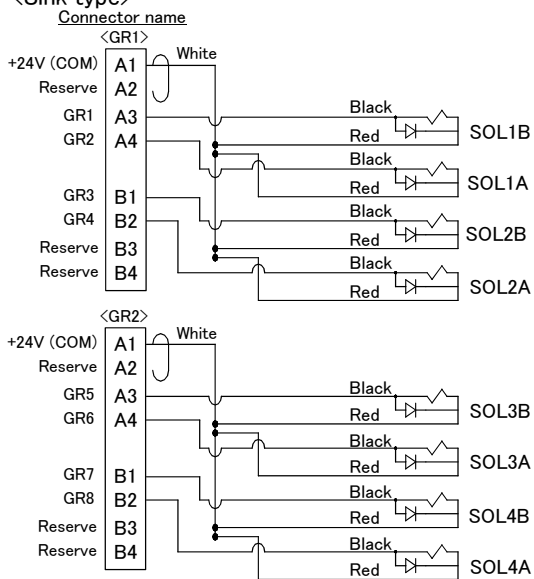 <Sink type>
Connector name
<GR1>
White
+24V (COM) A1
Reserve A2
GR1 A3 Black
SOL1B
GR2 A4 Red
Black
SOL1A
Red
GR3 B1
Black
GR4 B2
SOL2B
Red
Reserve B3
Black
Reserve B4
SOL2A
Red
<GR2>
White
+24V (COM) A1
Reserve A2
GR5 A3 Black
SOL3B
GR6 A4 Red
Black
SOL3A
Red
GR7 B1
Black
GR8 B2
SOL4B
Red
Reserve B3
Black
Reserve B4
SOL4A
Red